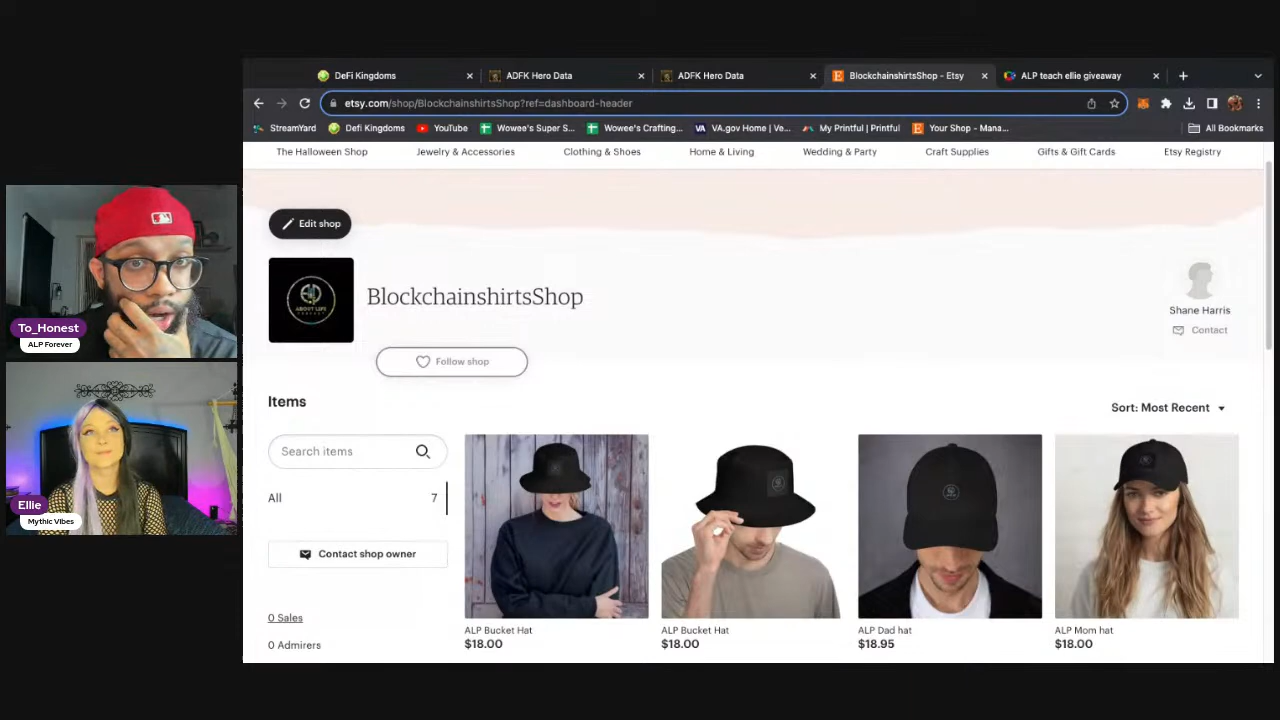 DeFi Kingdoms
ADFK Hero Data
ADFK Hero Data
BlockchainshirtsShop - Etsy
ALP teach ellie giveaway
etsy.com/shop/BlockchainshirtsShop?ref=dashboard-header
StreamYard
Defi Kingdoms
YouTube
Wowee's Super S...
Wowee's Crafting...
VA.gov Home | Ve...
My Printful | Printful
Your Shop - Mana...
All Bookmarks
The Halloween Shop
Jewelry & Accessories
Clothing & Shoes
Home & Living
Wedding & Party
Craft Supplies
Gifts & Gift Cards
Etsy Registry
Edit shop
ABOUT LIFE
BlockchainshirtsShop
Shane Harris
Contact
Follow shop
To_Honest
ALP Forever
Ellie
Mythic Vibes
Items
Sort: Most Recent
Search items
All 7
Contact shop owner
0 Sales
0 Admirers
ALP Bucket Hat
$18.00
ALP Bucket Hat
$18.00
ALP Dad hat
$18.95
ALP Mom hat
$18.00